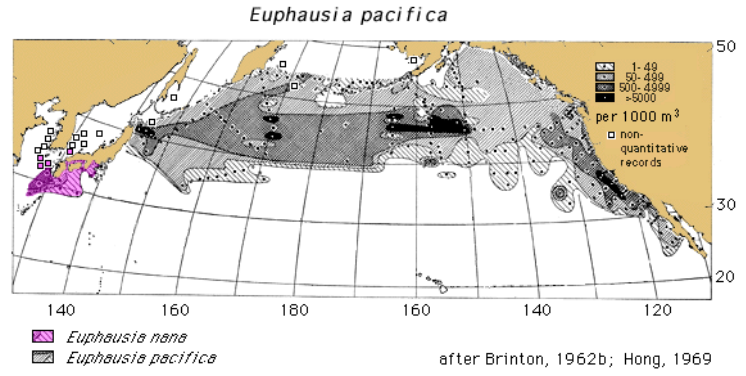 Euphausia pacifica
50
1-49
50-499
500-4999
>5000
per 1000 m³
non-
quantitative
records
30
20
140 160 180 160 140 120
Euphausia nana
Euphausia pacifica
after Brinton, 1962b; Hong, 1969